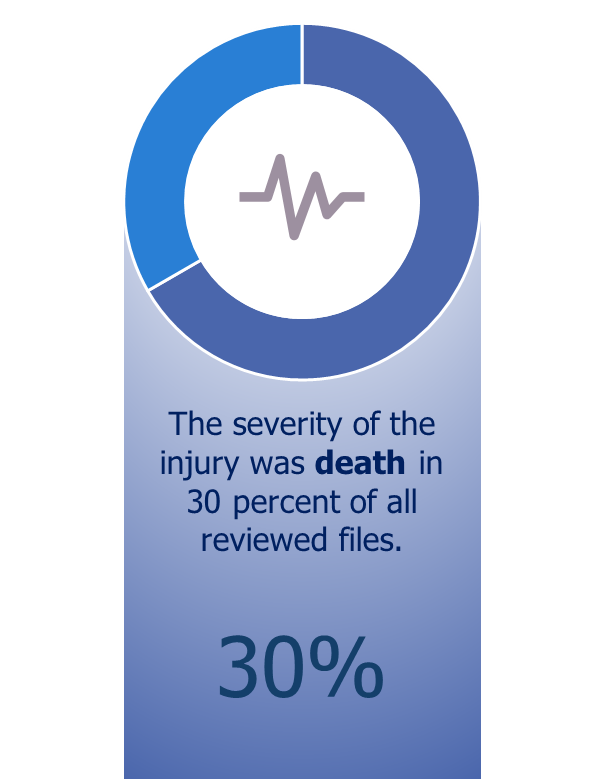 The severity of the
injury was death in
30 percent of all
reviewed files.
30%